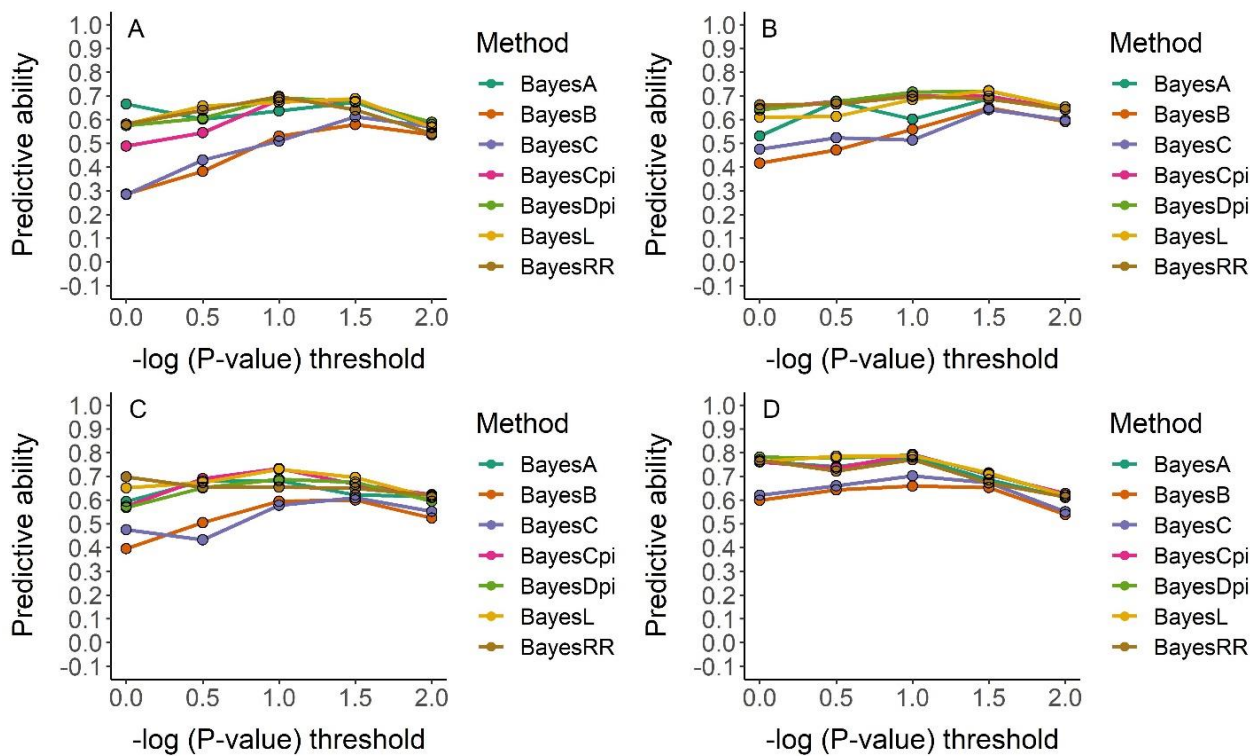 A
Predictive ability
1.0
0.9
0.8
0.7
0.6
0.5
0.4
0.3
0.2
0.1
0.0
-0.1
0.0 0.5 1.0 1.5 2.0
-log (P-value) threshold
Method
BayesA
BayesB
BayesC
BayesCpi
BayesDpi
BayesL
BayesRR
B
Predictive ability
1.0
0.9
0.8
0.7
0.6
0.5
0.4
0.3
0.2
0.1
0.0
-0.1
0.0 0.5 1.0 1.5 2.0
-log (P-value) threshold
Method
BayesA
BayesB
BayesC
BayesCpi
BayesDpi
BayesL
BayesRR
C
Predictive ability
1.0
0.9
0.8
0.7
0.6
0.5
0.4
0.3
0.2
0.1
0.0
-0.1
0.0 0.5 1.0 1.5 2.0
-log (P-value) threshold
Method
BayesA
BayesB
BayesC
BayesCpi
BayesDpi
BayesL
BayesRR
D
Predictive ability
1.0
0.9
0.8
0.7
0.6
0.5
0.4
0.3
0.2
0.1
0.0
-0.1
0.0 0.5 1.0 1.5 2.0
-log (P-value) threshold
Method
BayesA
BayesB
BayesC
BayesCpi
BayesDpi
BayesL
BayesRR